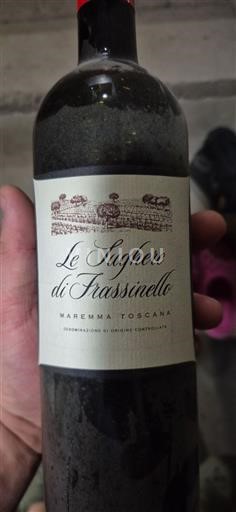 Le Sughere
di Frassinello
MAREMMA TOSCANA
DENOMINAZIONE DI ORIGINE CONTROLLATA